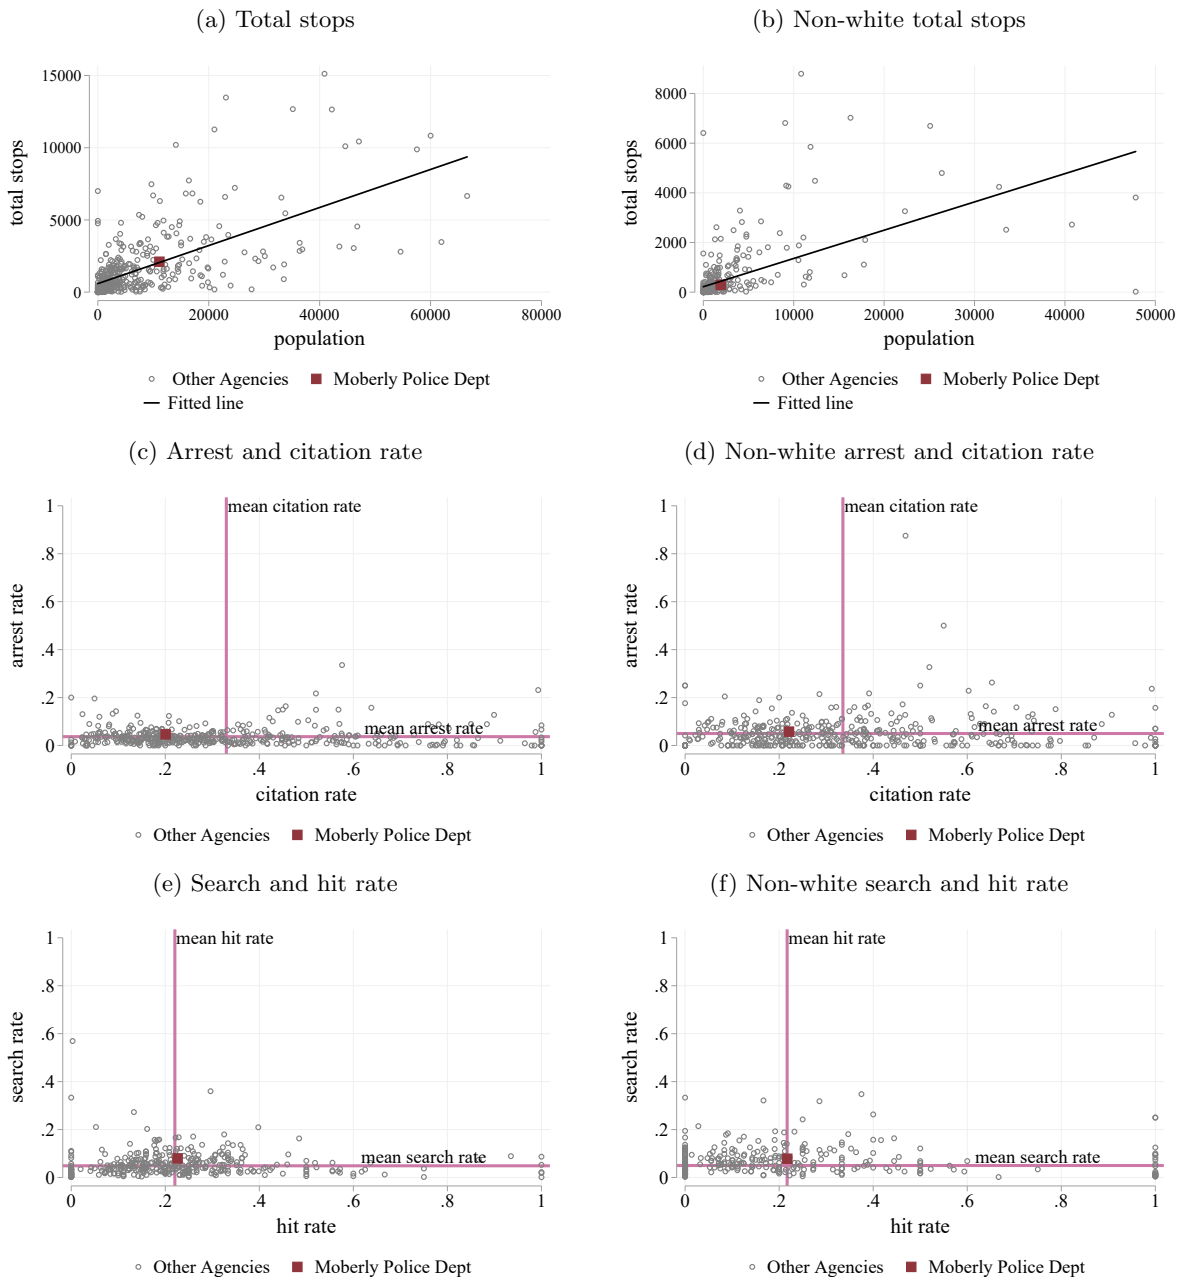 (a) Total stops
total stops
15000
10000
5000
0
0 20000 40000 60000 80000
population
Other Agencies Moberly Police Dept
Fitted line
(b) Non-white total stops
total stops
8000
6000
4000
2000
0
0 10000 20000 30000 40000 50000
population
Other Agencies Moberly Police Dept
Fitted line
(c) Arrest and citation rate
arrest rate
1
.8
.6
.4
.2
0
mean citation rate
mean arrest rate
0 .2 .4 .6 .8 1
citation rate
Other Agencies Moberly Police Dept
(d) Non-white arrest and citation rate
arrest rate
1
.8
.6
.4
.2
0
mean citation rate
mean arrest rate
0 .2 .4 .6 .8 1
citation rate
Other Agencies Moberly Police Dept
(e) Search and hit rate
search rate
1
.8
.6
.4
.2
0
mean hit rate
mean search rate
0 .2 .4 .6 .8 1
hit rate
Other Agencies Moberly Police Dept
(f) Non-white search and hit rate
search rate
1
.8
.6
.4
.2
0
mean hit rate
mean search rate
0 .2 .4 .6 .8 1
hit rate
Other Agencies Moberly Police Dept